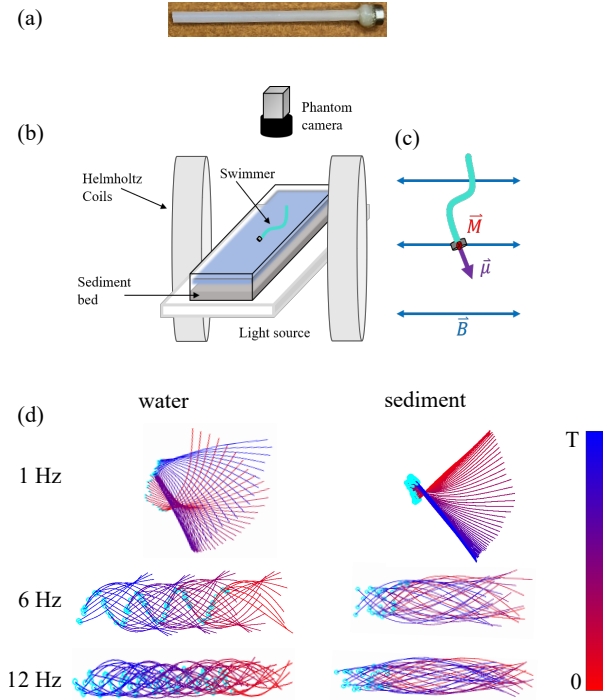 (a)
Phantom
camera
(b)
(c)
Helmholtz
Coils
Swimmer
M
μ
Sediment
bed
B
Light source
(d)
water
sediment
T
1 Hz
6 Hz
12 Hz
0